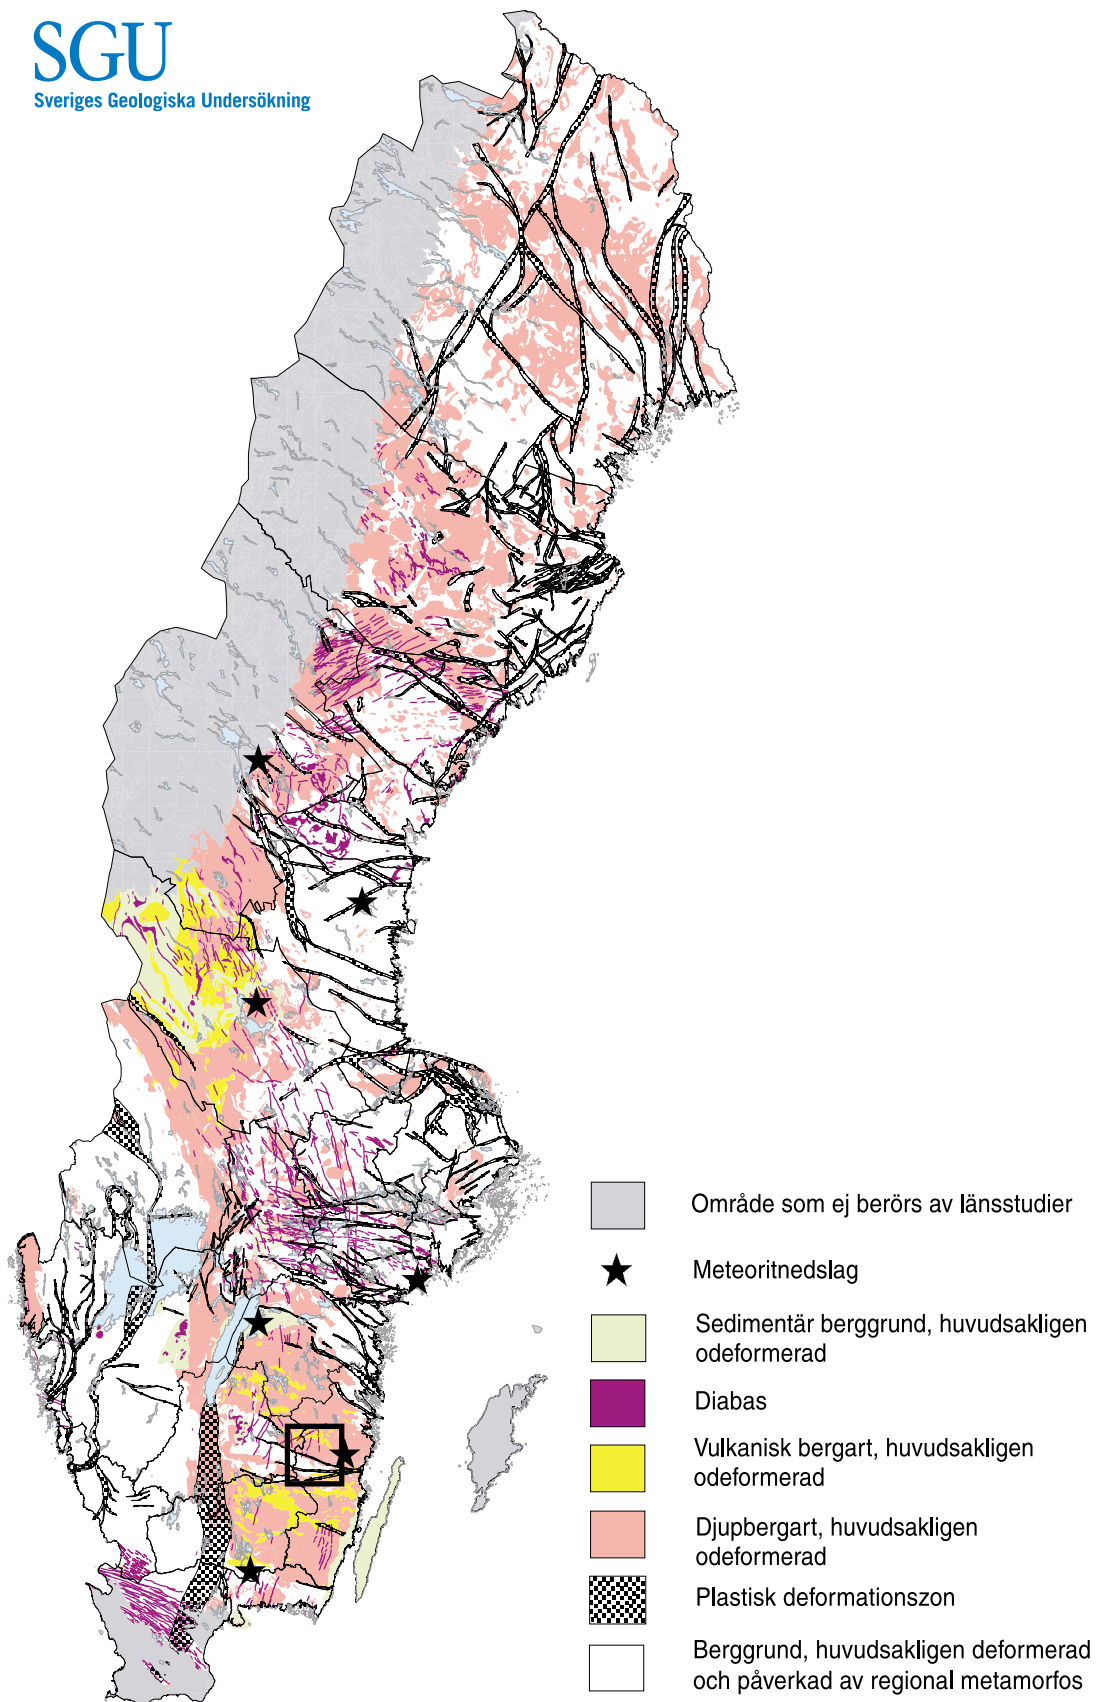 SGU
Sveriges Geologiska Undersökning
Område som ej berörs av länsstudier
Meteoritnedslag
Sedimentär berggrund, huvudsakligen
odeformerad
Diabas
Vulkanisk bergart, huvudsakligen
odeformerad
Djupbergart, huvudsakligen
odeformerad
Plastisk deformationszon
Berggrund, huvudsakligen deformerad
och påverkad av regional metamorfos